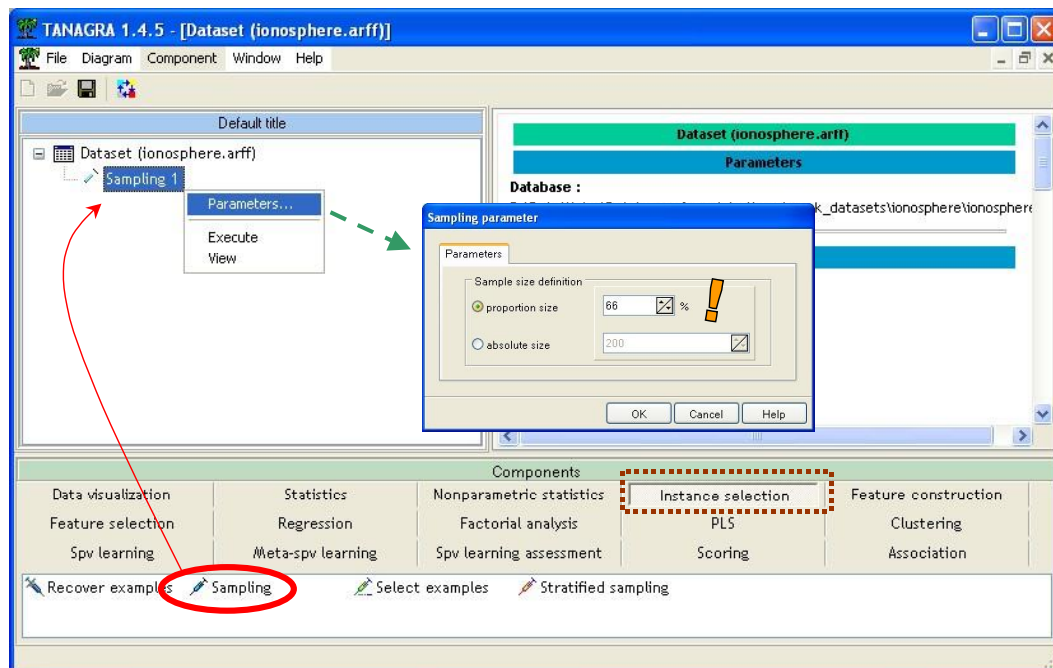 TANAGRA 1.4.5 - [Dataset (ionosphere.arff)]
File Diagram Component Window Help
Default title
Dataset (ionosphere.arff)
Sampling 1
Parameters...
Execute
View
Dataset (ionosphere.arff)
Parameters
Database :
k_datasets\ionosphere\ionosphere
Sampling parameter
Parameters
Sample size definition
proportion size 66 % !
absolute size 200
OK Cancel Help
Components
Data visualization Statistics Nonparametric statistics Instance selection Feature construction
Feature selection Regression Factorial analysis PLS Clustering
Spv learning Meta-spv learning Spv learning assessment Scoring Association
Recover examples Sampling Select examples Stratified sampling